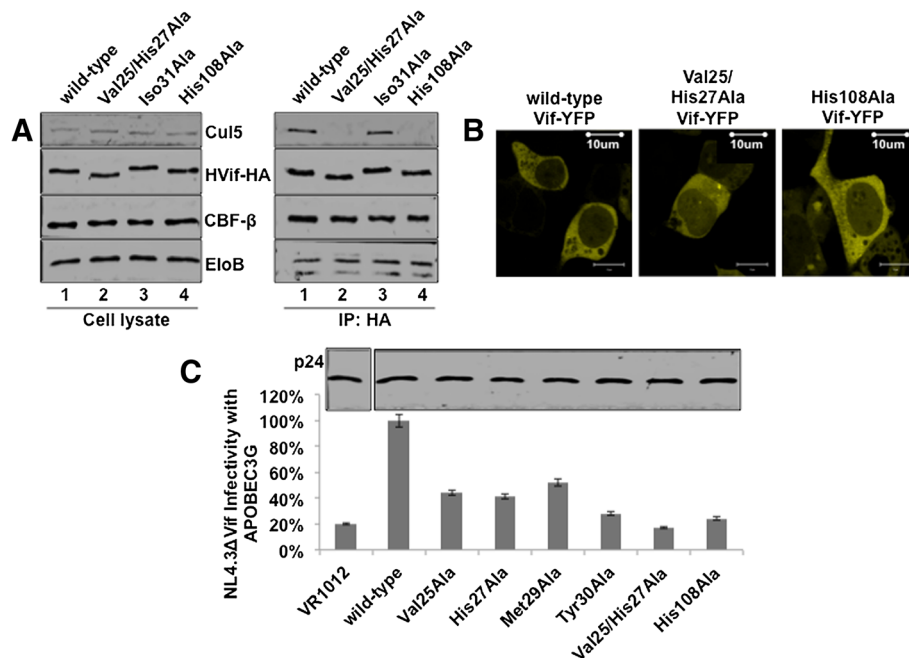 A
wild-type
Val25/His27Ala
Iso31Ala
His108Ala
wild-type
Val25/His27Ala
Iso31Ala
His108Ala
Cul5
HVif-HA
CBF-β
EloB
1 2 3 4
Cell lysate
1 2 3 4
IP: HA
B
wild-type
Vif-YFP
Val25/
His27Ala
Vif-YFP
His108Ala
Vif-YFP
10um
10um
10um
C
p24
NL4.3Δ Vif Infectivity with
APOBEC3G
120%
100%
80%
60%
40%
20%
0%
VR1012
wild-type
Val25Ala
His27Ala
Met29Ala
Tyr30Ala
Val25/His27Ala
His108Ala